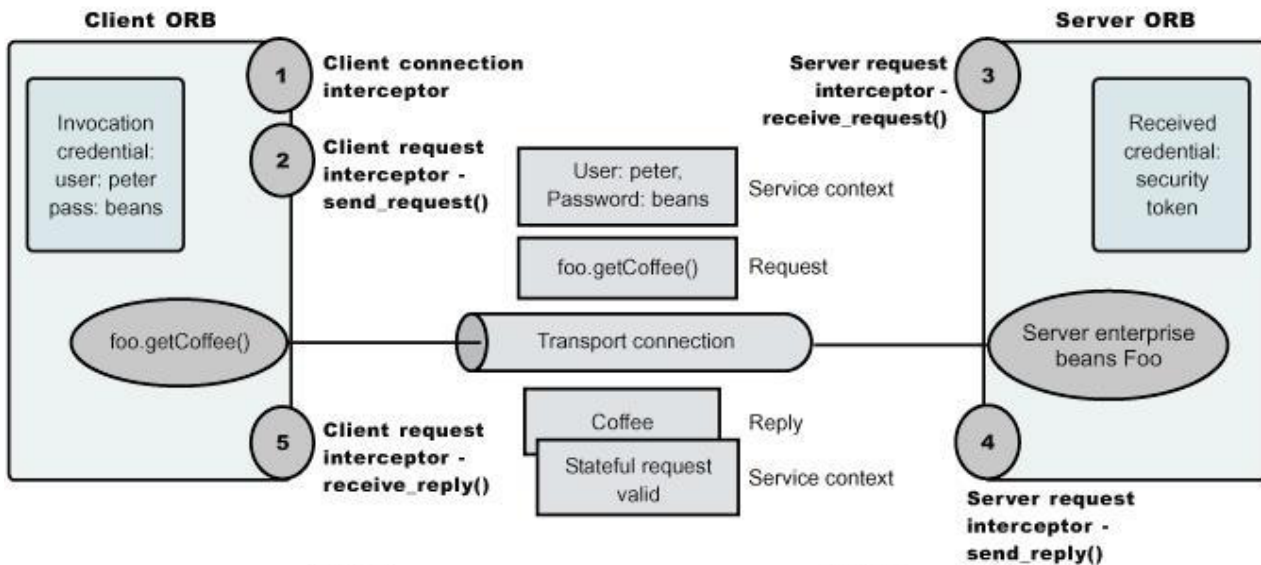 Client ORB
Server ORB
1
Client connection
interceptor
2
Client request
interceptor -
send_request()
Invocation
credential:
user: peter
pass: beans
User: peter,
Password: beans
Service context
foo.getCoffee()
Request
Server request
interceptor -
receive_request()
3
Received
credential:
security
token
foo.getCoffee()
Transport connection
Server enterprise
beans Foo
5
Client request
interceptor -
receive_reply()
Coffee
Reply
Stateful request
valid
Service context
4
Server request
interceptor -
send_reply()